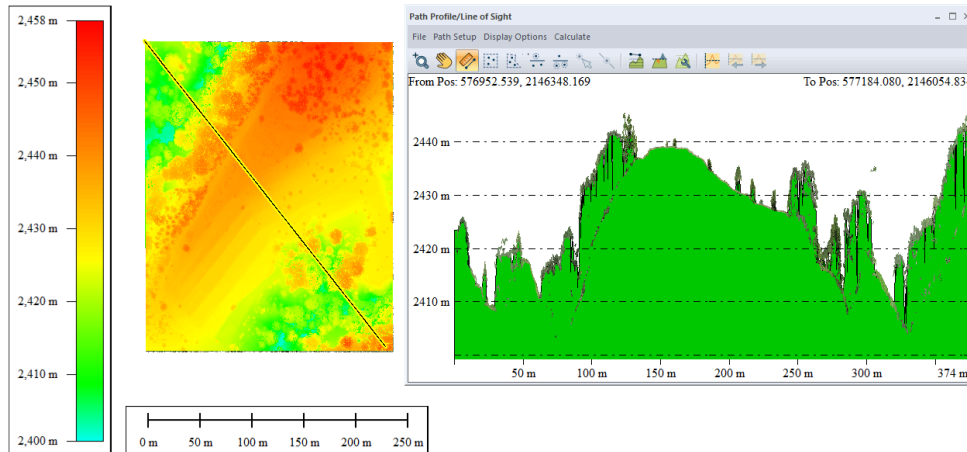 2,458 m
2,450 m
2,440 m
2,430 m
2,420 m
2,410 m
2,400 m
0 m 50 m 100 m 150 m 200 m 250 m
Path Profile/Line of Sight
File Path Setup Display Options Calculate
From Pos: 576952.539, 2146348.169 To Pos: 577184.080, 2146054.83
2440 m
2430 m
2420 m
2410 m
50 m 100 m 150 m 200 m 250 m 300 m 374 m